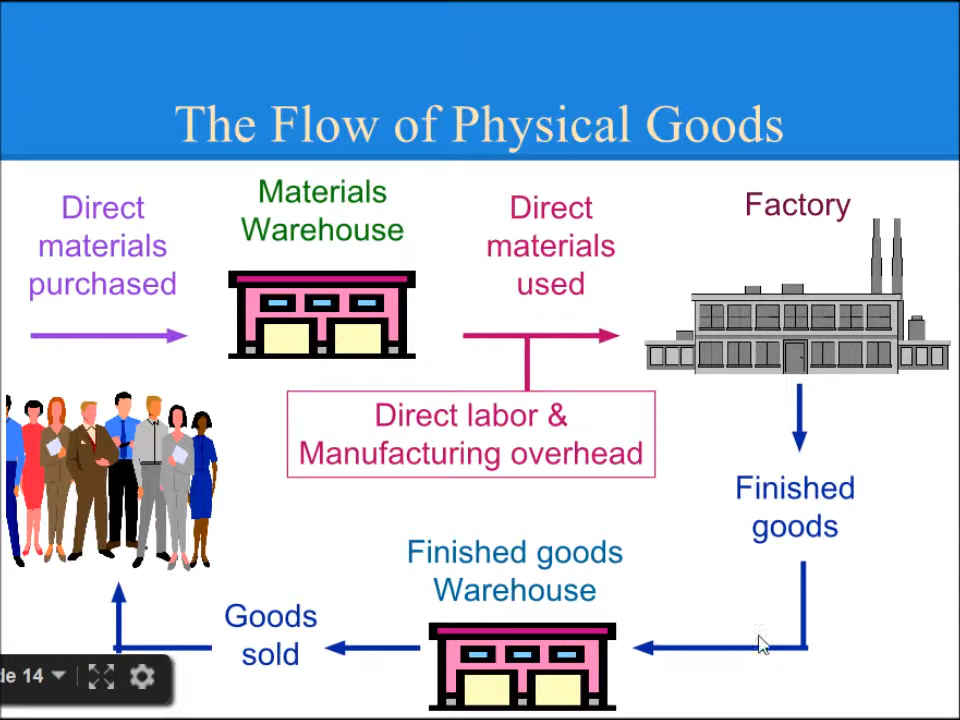 The Flow of Physical Goods
Direct
materials
purchased
Materials
Warehouse
Direct
materials
used
Factory
Direct labor &
Manufacturing overhead
Finished
goods
Finished goods
Warehouse
Goods
sold
14